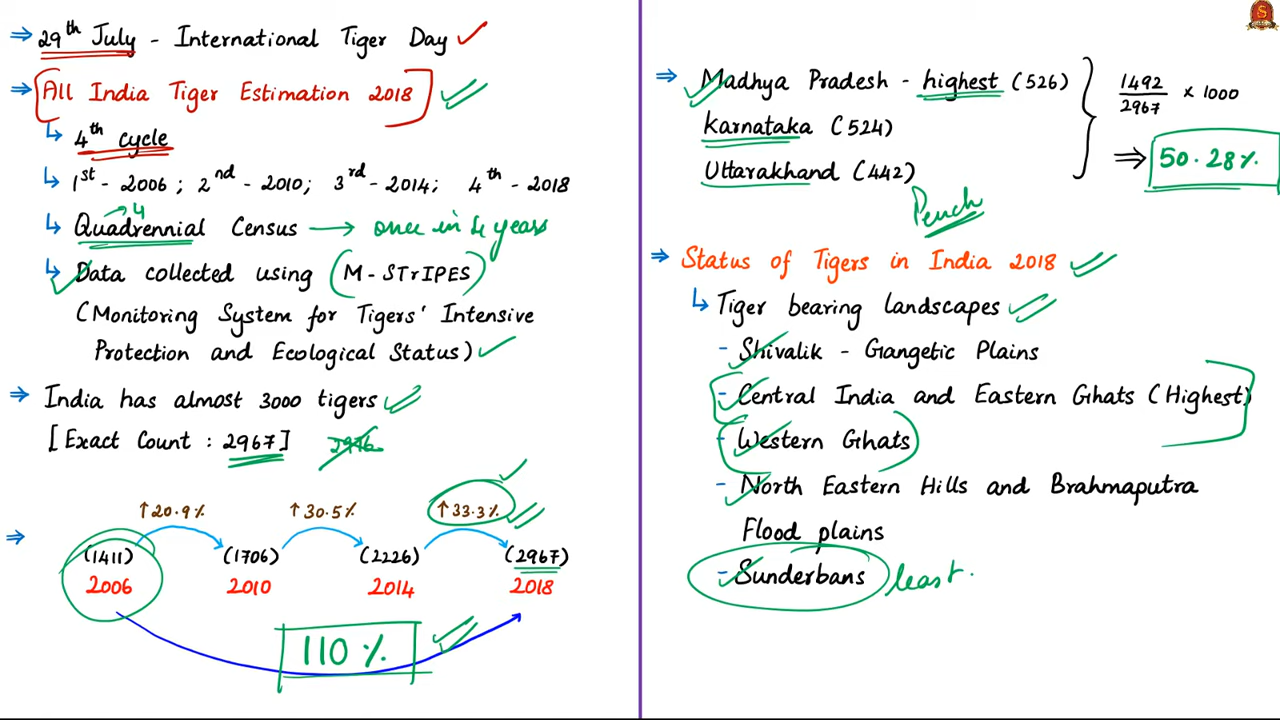 ⇒ 29th July - International Tiger Day ✓
⇒ [All India Tiger Estimation 2018]
↳ 4th cycle
↳ 1st - 2006 ; 2nd - 2010; 3rd - 2014; 4th - 2018
4
↳ Quadrennial Census → once in 4 years
↳ Data collected using (M-STrIPES)
(Monitoring System for Tigers' Intensive
Protection and Ecological Status)
⇒ India has almost 3000 tigers
[Exact Count : 2967]
↑20.9% ↑30.5% ↑33.3%
⇒ (1411) (1706) (2226) (2967)
2006 2010 2014 2018
110%
⇒ Madhya Pradesh - highest (526)
Karnataka (524)
Uttarakhand (442)
1492
2967 × 1000
⇒ 50.28%
Pench
⇒ Status of Tigers in India 2018
↳ Tiger bearing landscapes
- Shivalik - Gangetic Plains
- Central India and Eastern Ghats (Highest)
- Western Ghats
- North Eastern Hills and Brahmaputra
Flood plains
- Sunderbans least.